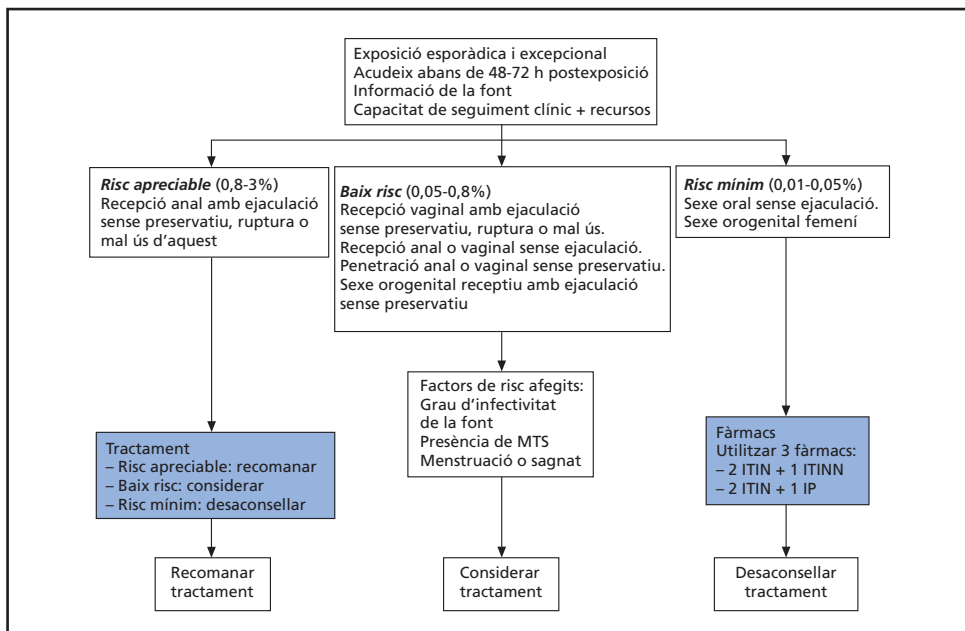 Exposició esporàdica i excepcional
Acudeix abans de 48-72 h postexposició
Informació de la font
Capacitat de seguiment clínic + recursos
Risc apreciable (0,8-3%)
Recepció anal amb ejaculació
sense preservatiu, ruptura o
mal ús d'aquest
Baix risc (0,05-0,8%)
Recepció vaginal amb ejaculació
sense preservatiu, ruptura o mal ús.
Recepció anal o vaginal sense ejaculació.
Penetració anal o vaginal sense preservatiu.
Sexe orogenital receptiu amb ejaculació
sense preservatiu
Risc mínim (0,01-0,05%)
Sexe oral sense ejaculació.
Sexe orogenital femení
Factors de risc afegits:
Grau d'infectivitat
de la font
Presència de MTS
Menstruació o sagnat
Tractament
– Risc apreciable: recomanar
– Baix risc: considerar
– Risc mínim: desaconsellar
Fàrmacs
Utilitzar 3 fàrmacs:
– 2 ITIN + 1 ITINN
– 2 ITIN + 1 IP
Recomanar
tractament
Considerar
tractament
Desaconsellar
tractament